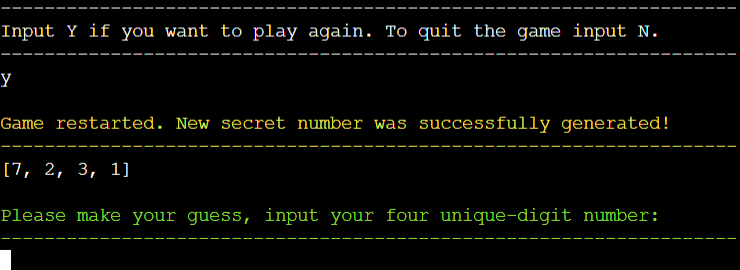 --------------------------------------------------------------------
Input Y if you want to play again. To quit the game input N.
--------------------------------------------------------------------
y
Game restarted. New secret number was successfully generated!
--------------------------------------------------------------------
[7, 2, 3, 1]
Please make your guess, input your four unique-digit number:
--------------------------------------------------------------------